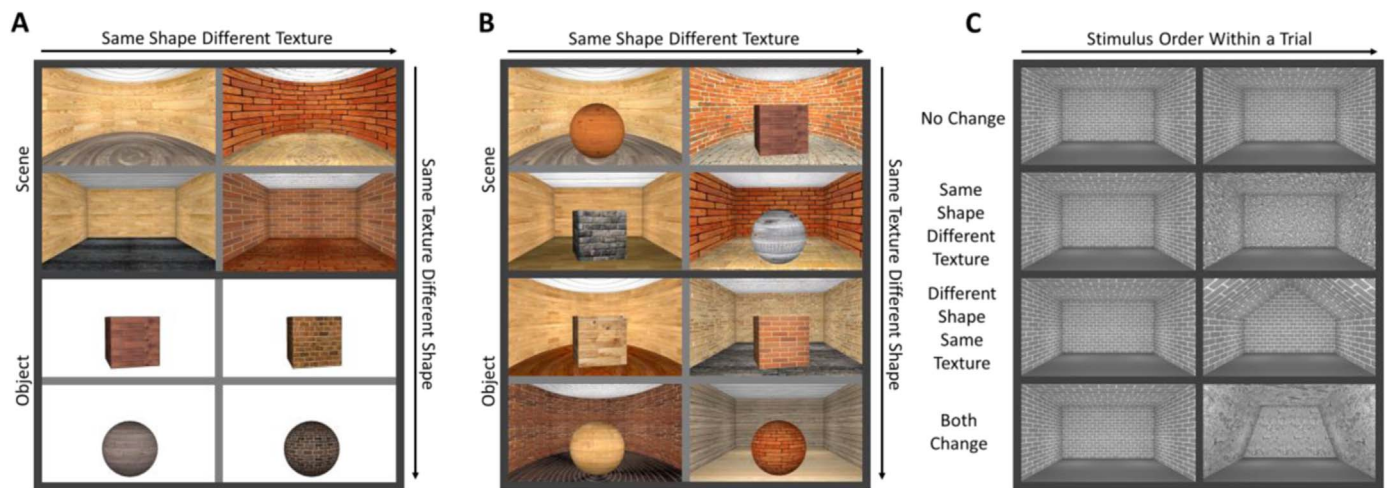 A
Same Shape Different Texture
Scene
Object
Same Texture Different Shape
B
Same Shape Different Texture
Scene
Object
Same Texture Different Shape
C
Stimulus Order Within a Trial
No Change
Same
Shape
Different
Texture
Different
Shape
Same
Texture
Both
Change